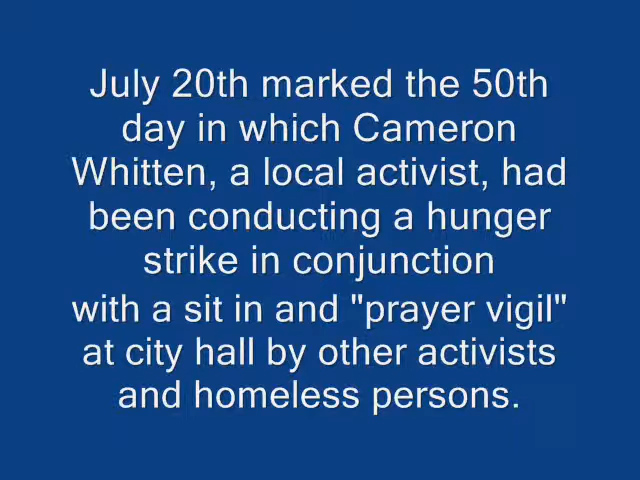 July 20th marked the 50th
day in which Cameron
Whitten, a local activist, had
been conducting a hunger
strike in conjunction
with a sit in and "prayer vigil"
at city hall by other activists
and homeless persons.